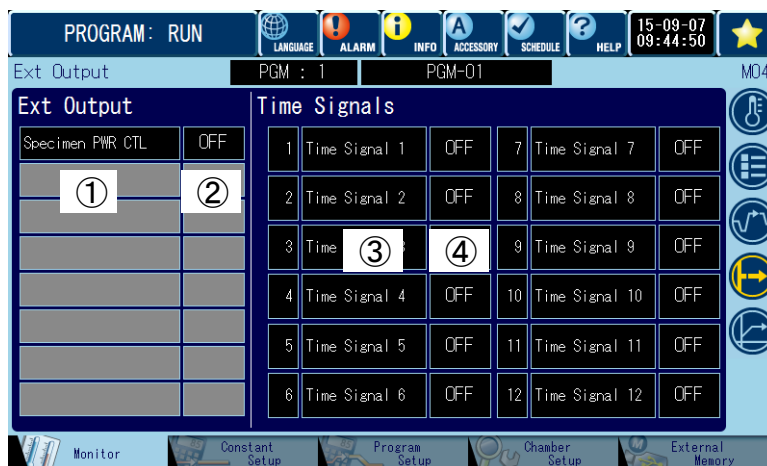 PROGRAM: RUN
LANGUAGE
ALARM
INFO
ACCESSORY
SCHEDULE
HELP
15-09-07
09:44:50
Ext Output
PGM : 1
PGM-01
M04
Ext Output
Time Signals
Specimen PWR CTL OFF
① ②
1 Time Signal 1 OFF 7 Time Signal 7 OFF
2 Time Signal 2 OFF 8 Time Signal 8 OFF
3 Time ③ ④ 9 Time Signal 9 OFF
4 Time Signal 4 OFF 10 Time Signal 10 OFF
5 Time Signal 5 OFF 11 Time Signal 11 OFF
6 Time Signal 6 OFF 12 Time Signal 12 OFF
Monitor
Constant
Setup
Program
Setup
Chamber
Setup
External
Memory